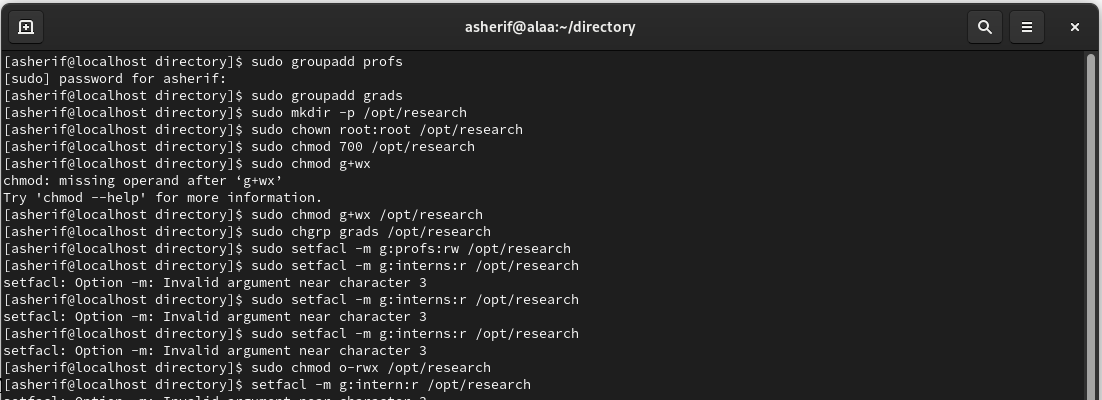 asherif@alaa:~/directory
[asherif@localhost directory]$ sudo groupadd profs
[sudo] password for asherif:
[asherif@localhost directory]$ sudo groupadd grads
[asherif@localhost directory]$ sudo mkdir -p /opt/research
[asherif@localhost directory]$ sudo chown root:root /opt/research
[asherif@localhost directory]$ sudo chmod 700 /opt/research
[asherif@localhost directory]$ sudo chmod g+wx
chmod: missing operand after ‘g+wx’
Try 'chmod --help' for more information.
[asherif@localhost directory]$ sudo chmod g+wx /opt/research
[asherif@localhost directory]$ sudo chgrp grads /opt/research
[asherif@localhost directory]$ sudo setfacl -m g:profs:rw /opt/research
[asherif@localhost directory]$ sudo setfacl -m g:interns:r /opt/research
setfacl: Option -m: Invalid argument near character 3
[asherif@localhost directory]$ sudo setfacl -m g:interns:r /opt/research
setfacl: Option -m: Invalid argument near character 3
[asherif@localhost directory]$ sudo setfacl -m g:interns:r /opt/research
setfacl: Option -m: Invalid argument near character 3
[asherif@localhost directory]$ sudo chmod o-rwx /opt/research
[asherif@localhost directory]$ setfacl -m g:intern:r /opt/research